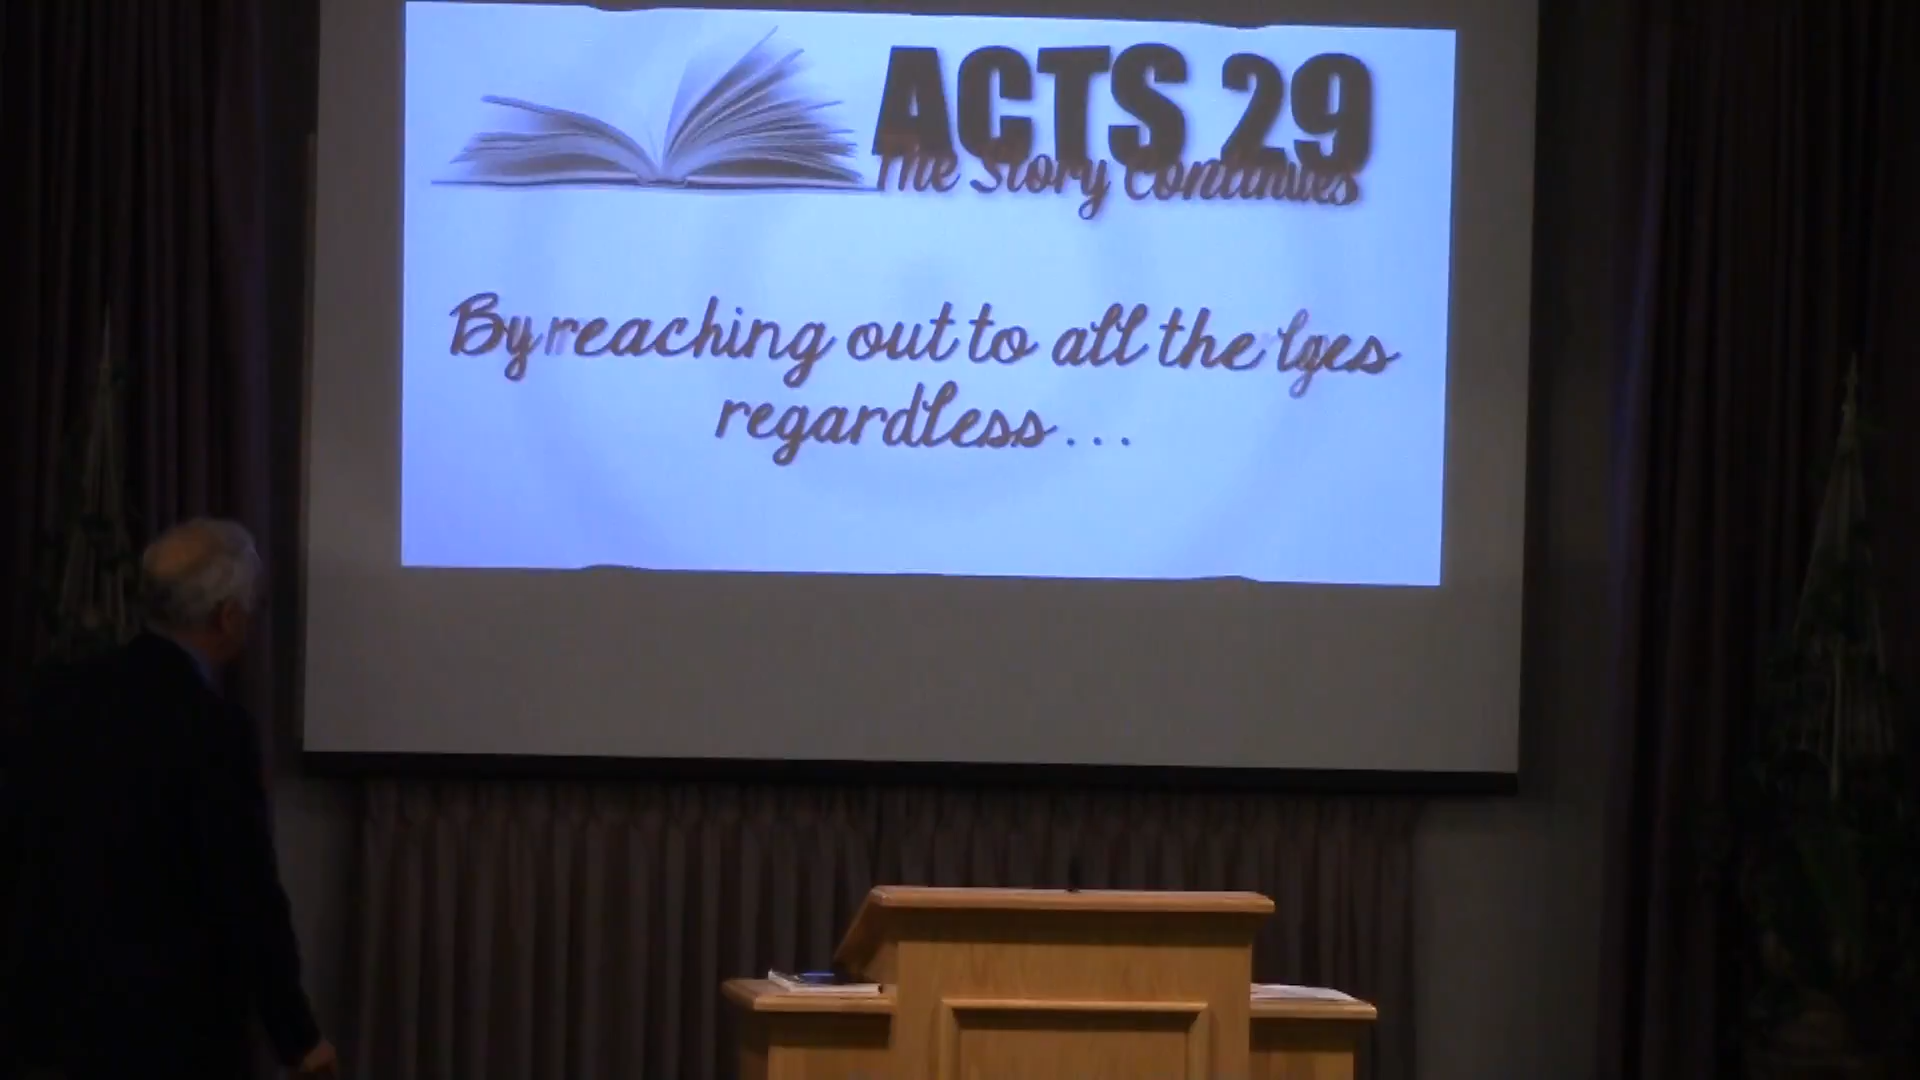 ACTS 29
The Story Continues
By reaching out to all the
regardless...